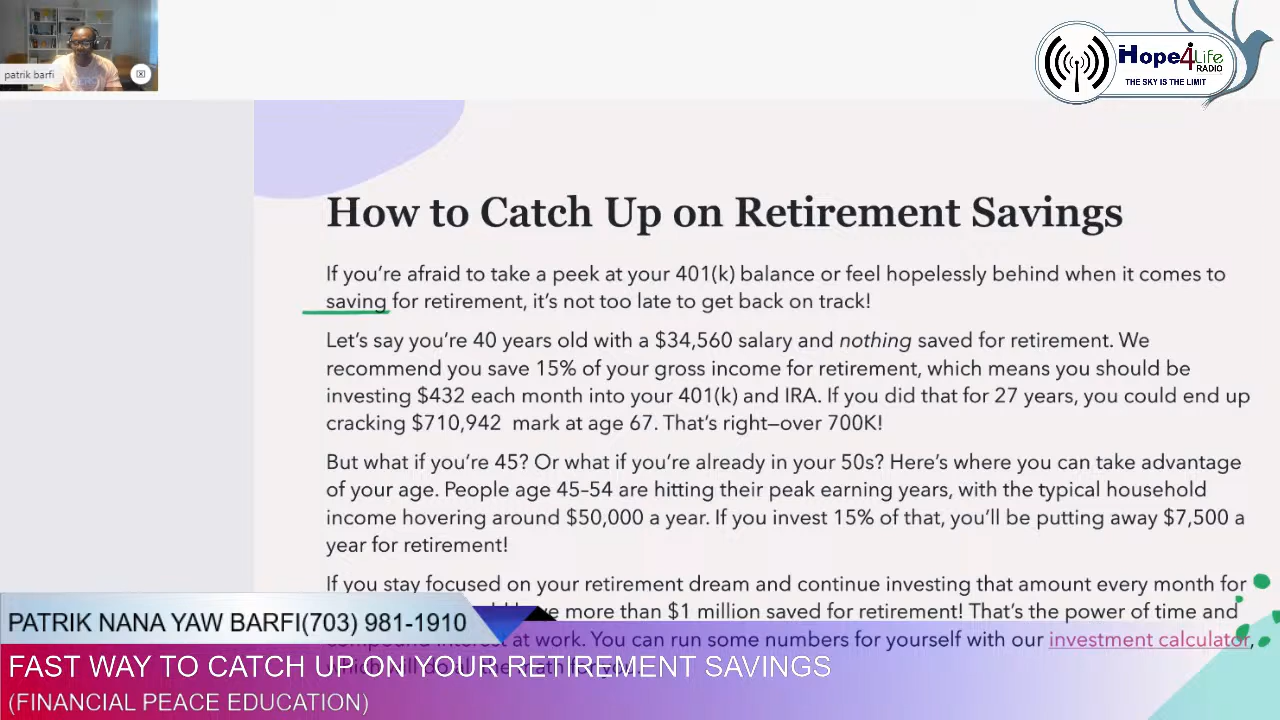 patrik barfi
Hope4Life
RADIO
THE SKY IS THE LIMIT
How to Catch Up on Retirement Savings
If you're afraid to take a peek at your 401(k) balance or feel hopelessly behind when it comes to
saving for retirement, it's not too late to get back on track!
Let's say you're 40 years old with a $34,560 salary and nothing saved for retirement. We
recommend you save 15% of your gross income for retirement, which means you should be
investing $432 each month into your 401(k) and IRA. If you did that for 27 years, you could end up
cracking $710,942 mark at age 67. That's right—over 700K!
But what if you're 45? Or what if you're already in your 50s? Here's where you can take advantage
of your age. People age 45–54 are hitting their peak earning years, with the typical household
income hovering around $50,000 a year. If you invest 15% of that, you'll be putting away $7,500 a
year for retirement!
If you stay focused on your retirement dream and continue investing that amount every month for
more than $1 million saved for retirement! That's the power of time and
compound interest at work. You can run some numbers for yourself with our investment calculator,
PATRIK NANA YAW BARFI(703) 981-1910
FAST WAY TO CATCH UP ON YOUR RETIREMENT SAVINGS
(FINANCIAL PEACE EDUCATION)